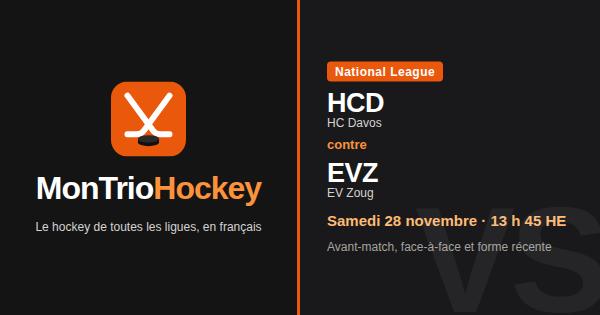 MonTrioHockey
Le hockey de toutes les ligues, en français
National League
HCD
HC Davos
contre
EVZ
EV Zoug
Samedi 28 novembre · 13 h 45 HE
Avant-match, face-à-face et forme récente
VS